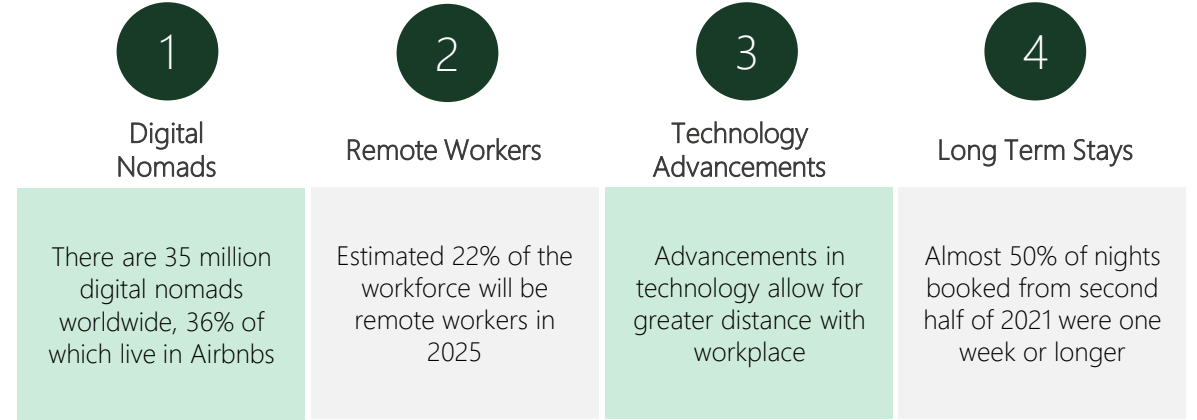 1
Digital
Nomads
There are 35 million
digital nomads
worldwide, 36% of
which live in Airbnbs
2
Remote Workers
Estimated 22% of the
workforce will be
remote workers in
2025
3
Technology
Advancements
Advancements in
technology allow for
greater distance with
workplace
4
Long Term Stays
Almost 50% of nights
booked from second
half of 2021 were one
week or longer